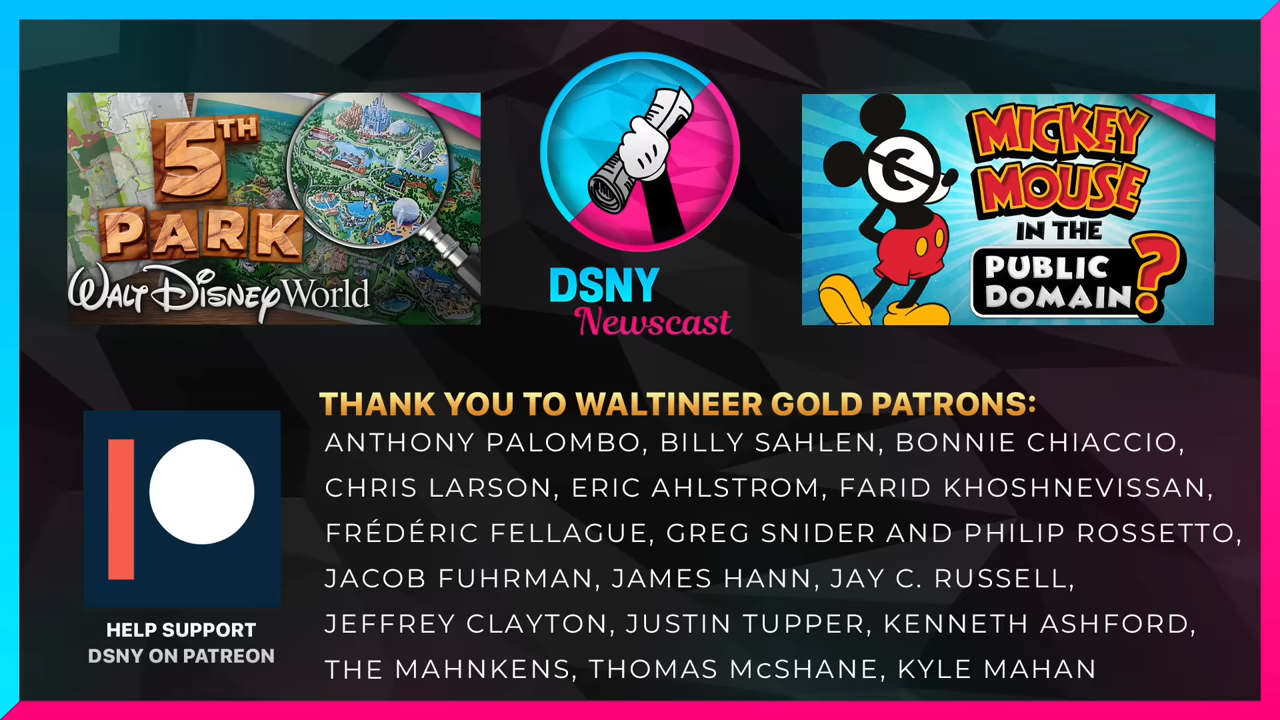 5TH
PARK
Walt Disney World
DSNY
Newscast
C
MICKEY
MOUSE
IN THE
PUBLIC
DOMAIN?
THANK YOU TO WALTINEER GOLD PATRONS:
ANTHONY PALOMBO, BILLY SAHLEN, BONNIE CHIACCIO,
CHRIS LARSON, ERIC AHLSTROM, FARID KHOSHNEVISSAN,
FRÉDÉRIC FELLAGUE, GREG SNIDER AND PHILIP ROSSETTO,
JACOB FUHRMAN, JAMES HANN, JAY C. RUSSELL,
JEFFREY CLAYTON, JUSTIN TUPPER, KENNETH ASHFORD,
THE MAHNKENS, THOMAS McSHANE, KYLE MAHAN
HELP SUPPORT
DSNY ON PATREON